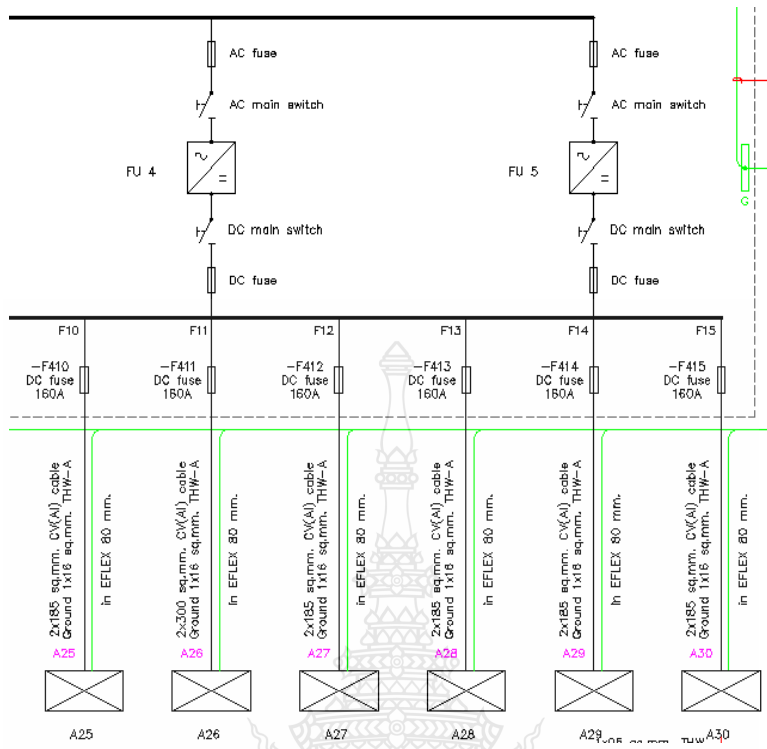 AC fuse
AC fuse
AC main switch
AC main switch
FU 4
FU 5
G
DC main switch
DC main switch
DC fuse
DC fuse
F10
F11
F12
F13
F14
F15
-F410
DC fuse
160A
-F411
DC fuse
160A
-F412
DC fuse
160A
-F413
DC fuse
160A
-F414
DC fuse
160A
-F415
DC fuse
160A
2x185 sq.mm. CV(Al) cable
Ground 1x16 sq.mm. THW-A
in EFLEX 80 mm.
2x300 sq.mm. CV(Al) cable
Ground 1x16 sq.mm. THW-A
in EFLEX 80 mm.
2x185 sq.mm. CV(Al) cable
Ground 1x16 sq.mm. THW-A
in EFLEX 80 mm.
2x185 sq.mm. CV(Al) cable
Ground 1x16 sq.mm. THW-A
in EFLEX 80 mm.
2x185 sq.mm. CV(Al) cable
Ground 1x16 sq.mm. THW-A
in EFLEX 80 mm.
2x185 sq.mm. CV(Al) cable
Ground 1x16 sq.mm. THW-A
in EFLEX 80 mm.
A25
A26
A27
A28
A29
A30
A25
A26
A27
A28
A29
A30